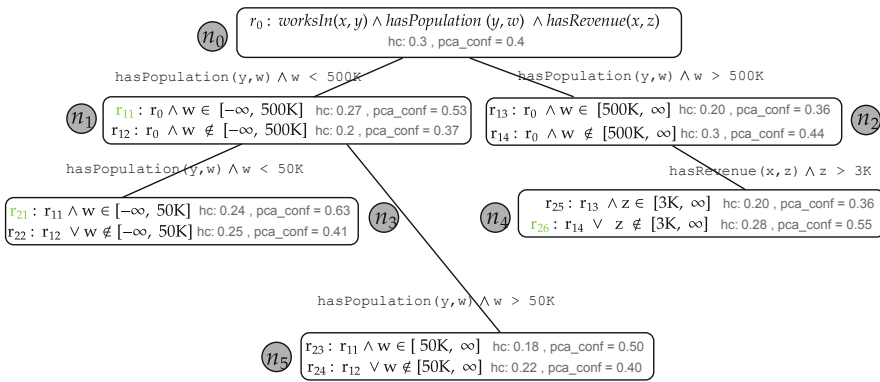 r₀ : worksIn(x, y) ∧ hasPopulation (y, w) ∧ hasRevenue(x, z)
n₀
hc: 0.3 , pca_conf = 0.4
hasPopulation(y,w) ∧ w < 500K
hasPopulation(y,w) ∧ w > 500K
n₁
r₁₁ : r₀ ∧ w ∈ [-∞, 500K] hc: 0.27 , pca_conf = 0.53
r₁₂ : r₀ ∧ w ∉ [-∞, 500K] hc: 0.2 , pca_conf = 0.37
r₁₃ : r₀ ∧ w ∈ [500K, ∞] hc: 0.20 , pca_conf = 0.36
r₁₄ : r₀ ∧ w ∉ [500K, ∞] hc: 0.3 , pca_conf = 0.44
n₂
hasPopulation(y,w) ∧ w < 50K
hasRevenue(x,z) ∧ z > 3K
r₂₁ : r₁₁ ∧ w ∈ [-∞, 50K] hc: 0.24 , pca_conf = 0.63
r₂₂ : r₁₂ ∨ w ∉ [-∞, 50K] hc: 0.25 , pca_conf = 0.41
n₃
n₄
r₂₅ : r₁₃ ∧ z ∈ [3K, ∞] hc: 0.20 , pca_conf = 0.36
r₂₆ : r₁₄ ∨ z ∉ [3K, ∞] hc: 0.28 , pca_conf = 0.55
hasPopulation(y,w) ∧ w > 50K
n₅
r₂₃ : r₁₁ ∧ w ∈ [ 50K, ∞] hc: 0.18 , pca_conf = 0.50
r₂₄ : r₁₂ ∨ w ∉ [50K, ∞] hc: 0.22 , pca_conf = 0.40